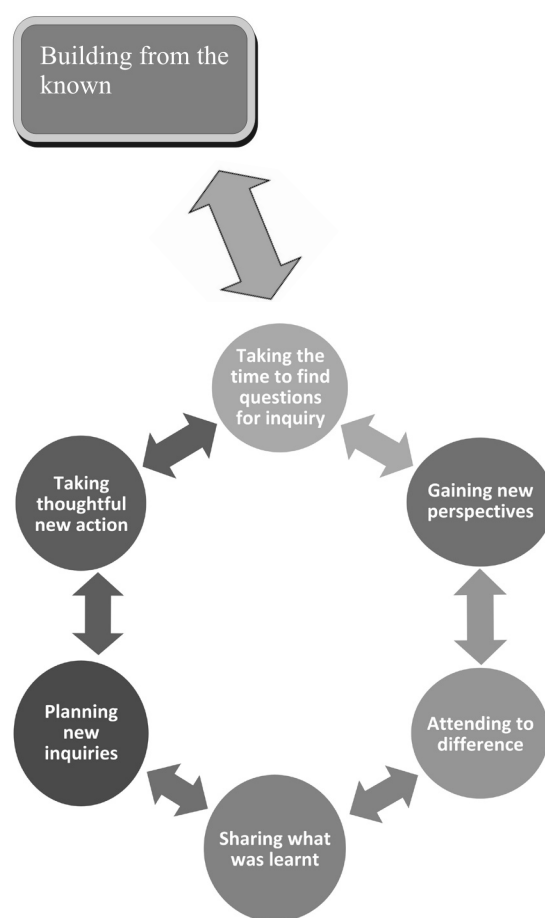 Building from the
known
Taking the
time to find
questions
for inquiry
Gaining new
perspectives
Attending to
difference
Sharing what
was learnt
Planning
new
inquiries
Taking
thoughtful
new action